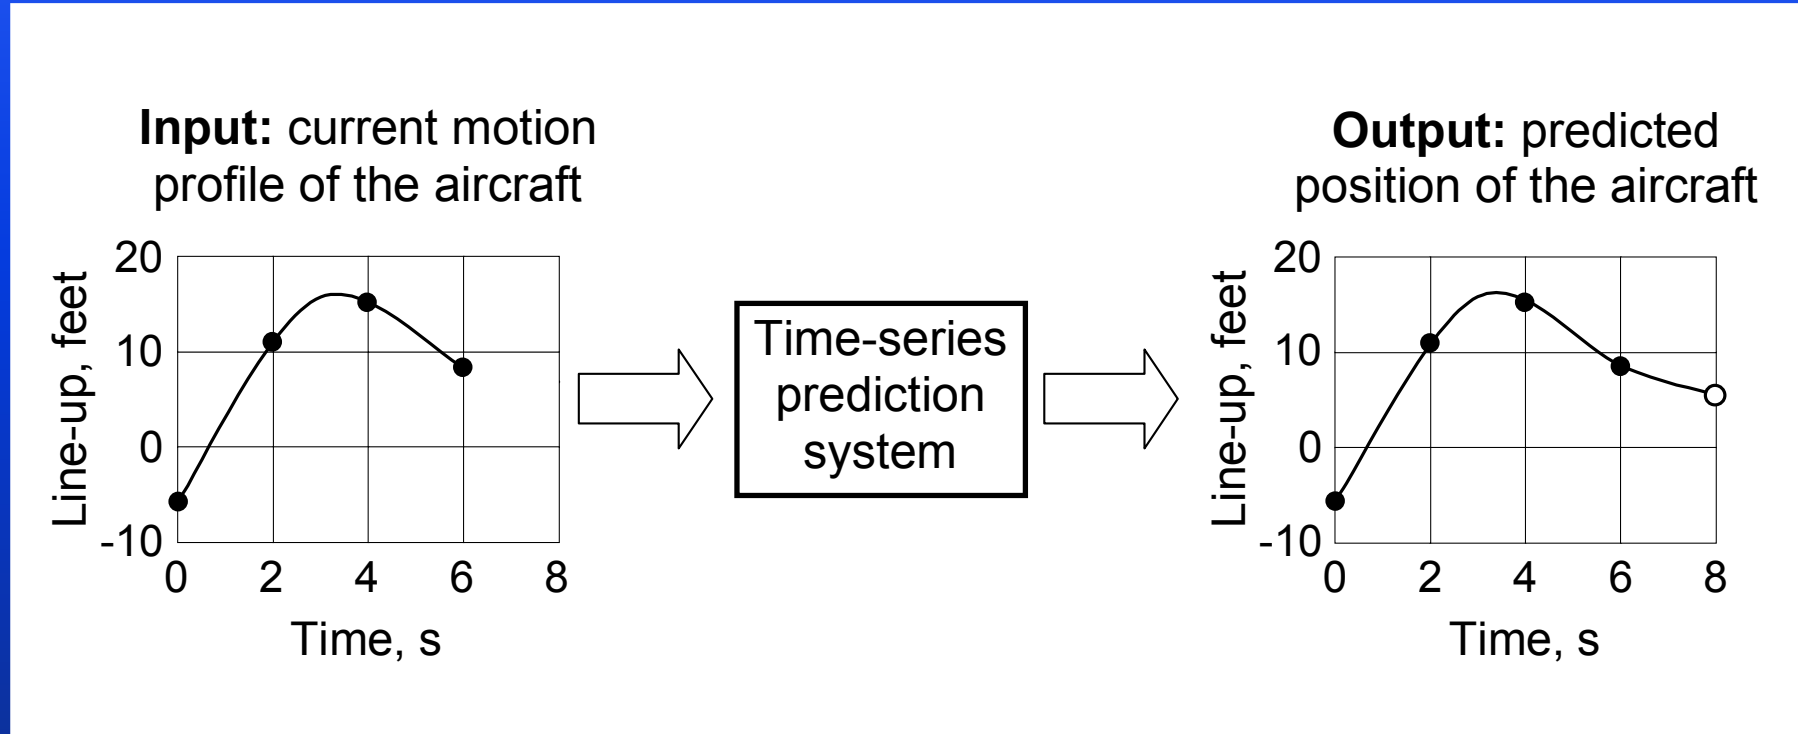 Input: current motion
profile of the aircraft
20
10
0
-10
Line-up, feet
0 2 4 6 8
Time, s
Time-series
prediction
system
Output: predicted
position of the aircraft
20
10
0
-10
Line-up, feet
0 2 4 6 8
Time, s